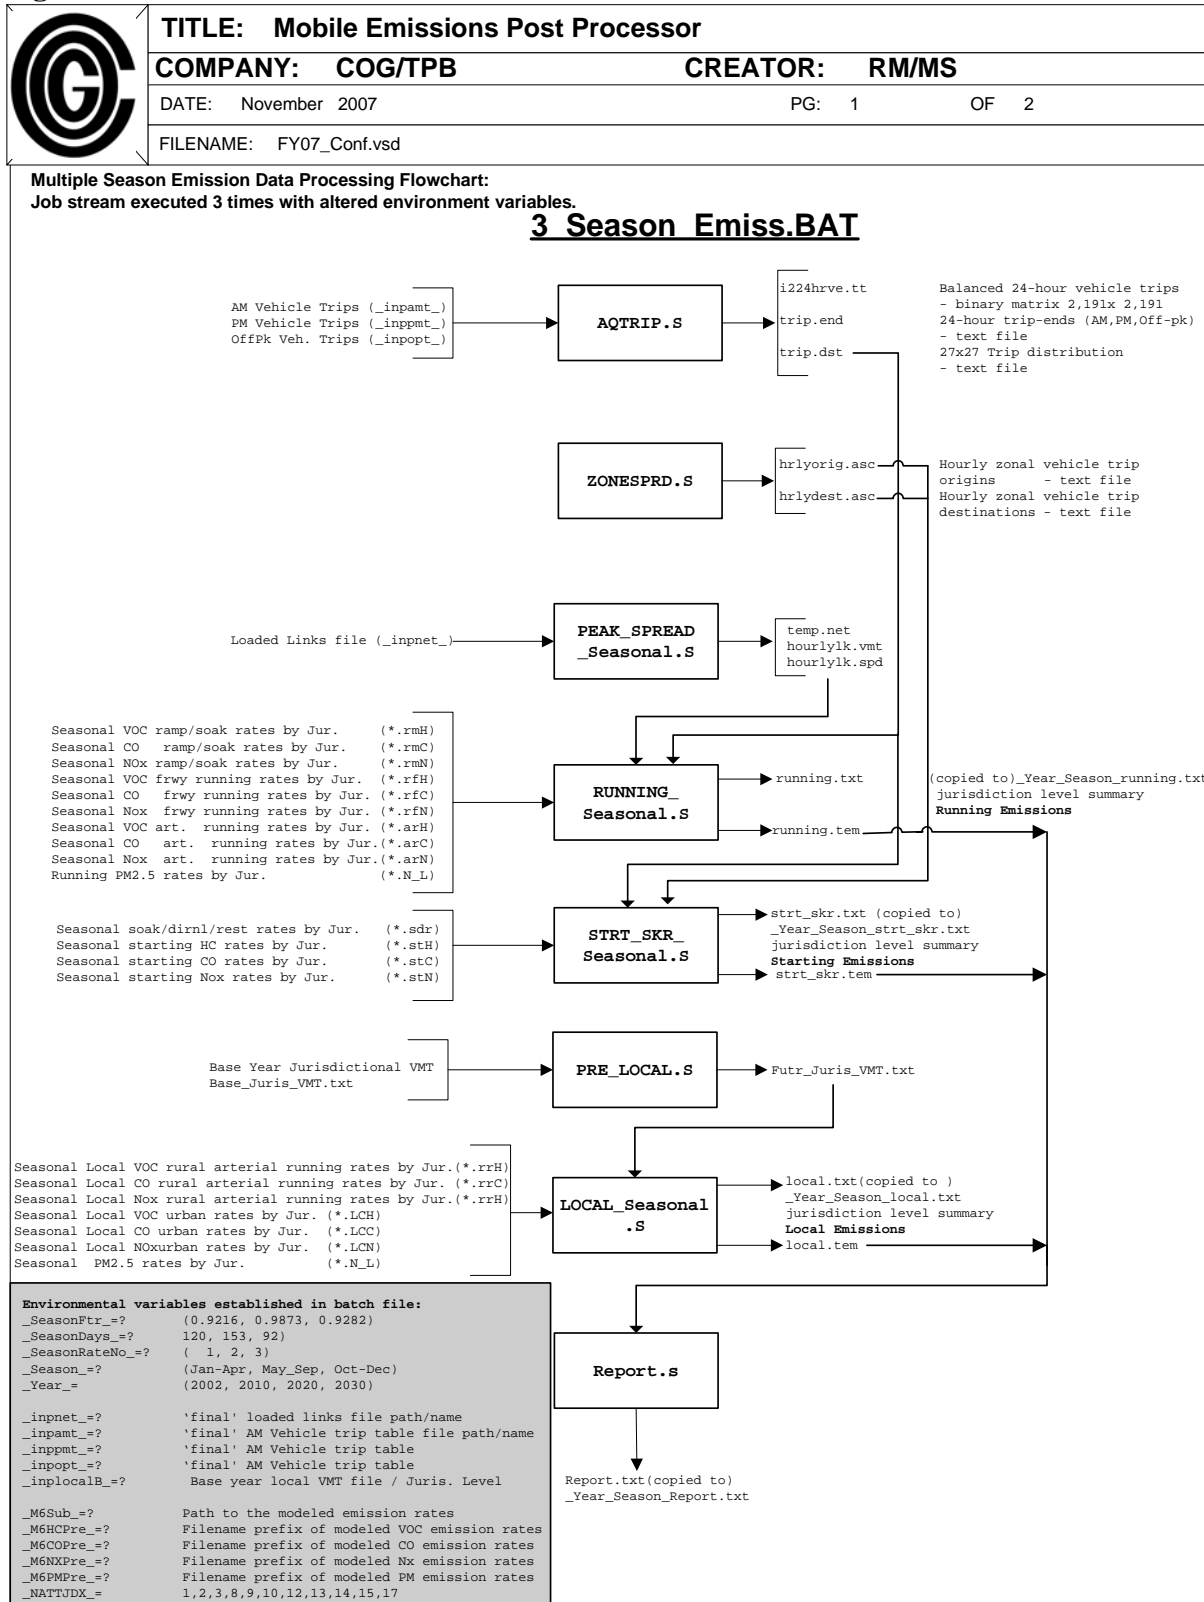 TITLE: Mobile Emissions Post Processor
COMPANY: COG/TPB CREATOR: RM/MS
DATE: November 2007 PG: 1 OF 2
FILENAME: FY07_Conf.vsd
Multiple Season Emission Data Processing Flowchart:
Job stream executed 3 times with altered environment variables.
3_Season_Emiss.BAT
AM Vehicle Trips (_inpamt_)
PM Vehicle Trips (_inppmt_)
OffPk Veh. Trips (_inpopt_)
AQTRIP.S
i224hrve.tt
trip.end
trip.dst
Balanced 24-hour vehicle trips
- binary matrix 2,191x 2,191
24-hour trip-ends (AM,PM,Off-pk)
- text file
27x27 Trip distribution
- text file
ZONESPRD.S
hrlyorig.asc
hrlydest.asc
Hourly zonal vehicle trip
origins - text file
Hourly zonal vehicle trip
destinations - text file
Loaded Links file (_inpnet_)
PEAK_SPREAD
_Seasonal.S
temp.net
hourlylk.vmt
hourlylk.spd
Seasonal VOC ramp/soak rates by Jur. (*.rmH)
Seasonal CO ramp/soak rates by Jur. (*.rmC)
Seasonal NOx ramp/soak rates by Jur. (*.rmN)
Seasonal VOC frwy running rates by Jur. (*.rfH)
Seasonal CO frwy running rates by Jur. (*.rfC)
Seasonal Nox frwy running rates by Jur. (*.rfN)
Seasonal VOC art. running rates by Jur.(*.arH)
Seasonal CO art. running rates by Jur.(*.arC)
Seasonal Nox art. running rates by Jur.(*.arN)
Running PM2.5 rates by Jur. (*.N_L)
RUNNING_
Seasonal.S
running.txt
(copied to)_Year_Season_running.txt
jurisdiction level summary
Running Emissions
running.tem
Seasonal soak/dirnl/rest rates by Jur. (*.sdr)
Seasonal starting HC rates by Jur. (*.stH)
Seasonal starting CO rates by Jur. (*.stC)
Seasonal starting Nox rates by Jur. (*.stN)
STRT_SKR_
Seasonal.S
strt_skr.txt (copied to)
_Year_Season_strt_skr.txt
jurisdiction level summary
Starting Emissions
strt_skr.tem
Base Year Jurisdictional VMT
Base_Juris_VMT.txt
PRE_LOCAL.S
Futr_Juris_VMT.txt
Seasonal Local VOC rural arterial running rates by Jur.(*.rrH)
Seasonal Local CO rural arterial running rates by Jur.(*.rrC)
Seasonal Local Nox rural arterial running rates by Jur.(*.rrH)
Seasonal Local VOC urban rates by Jur. (*.LCH)
Seasonal Local CO urban rates by Jur. (*.LCC)
Seasonal Local NOxurban rates by Jur. (*.LCN)
Seasonal PM2.5 rates by Jur. (*.N_L)
LOCAL_Seasonal
.S
local.txt(copied to )
_Year_Season_local.txt
jurisdiction level summary
Local Emissions
local.tem
Environmental variables established in batch file:
_SeasonFtr_=? (0.9216, 0.9873, 0.9282)
_SeasonDays_=? 120, 153, 92)
_SeasonRateNo_=? ( 1, 2, 3)
_Season_=? (Jan-Apr, May_Sep, Oct-Dec)
_Year_= (2002, 2010, 2020, 2030)
_inpnet_=? 'final' loaded links file path/name
_inpamt_=? 'final' AM Vehicle trip table file path/name
_inppmt_=? 'final' AM Vehicle trip table
_inpopt_=? 'final' AM Vehicle trip table
_inplocalB_=? Base year local VMT file / Juris. Level
_M6Sub_=? Path to the modeled emission rates
_M6HCPre_=? Filename prefix of modeled VOC emission rates
_M6COPre_=? Filename prefix of modeled CO emission rates
_M6NXPre_=? Filename prefix of modeled Nx emission rates
_M6PMPre_=? Filename prefix of modeled PM emission rates
_NATTJDX_= 1,2,3,8,9,10,12,13,14,15,17
Report.s
Report.txt(copied to)
_Year_Season_Report.txt